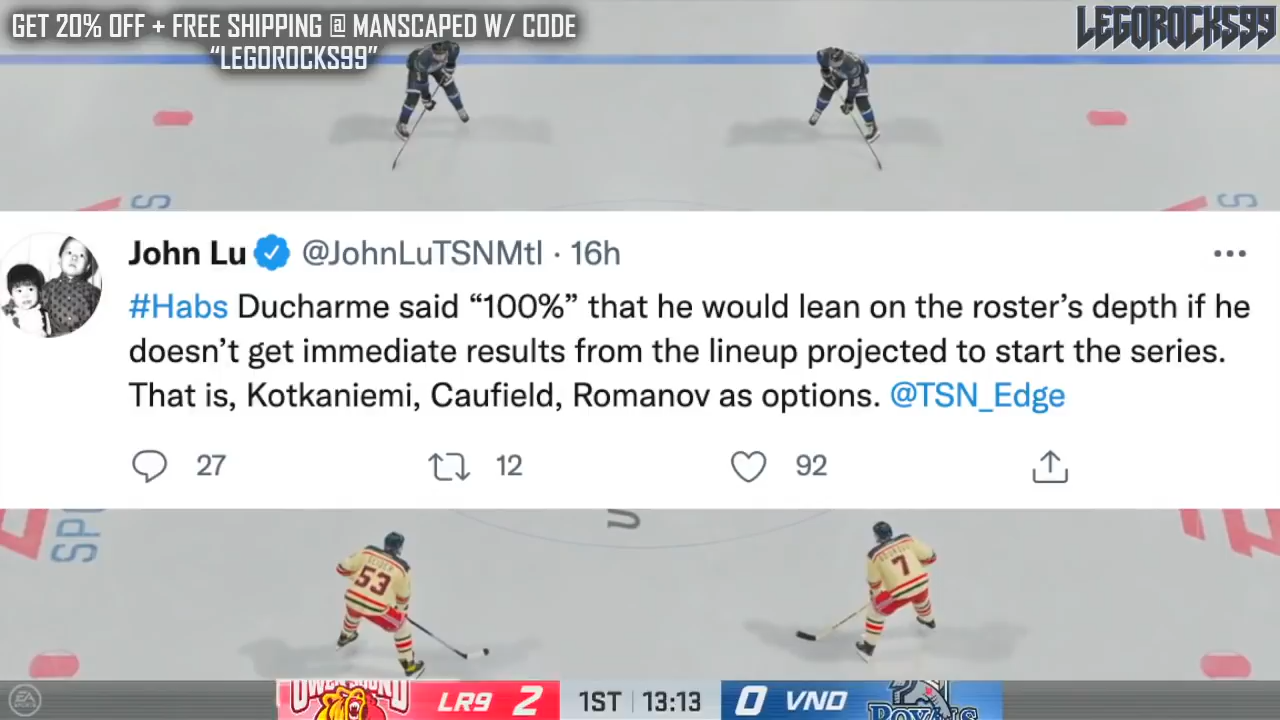 GET 20% OFF + FREE SHIPPING @ MANSCAPED W/ CODE
“LEGOROCKS99”
LEGOROCKS99
John Lu @JohnLuTSNMtl · 16h
#Habs Ducharme said “100%” that he would lean on the roster’s depth if he
doesn’t get immediate results from the lineup projected to start the series.
That is, Kotkaniemi, Caufield, Romanov as options. @TSN_Edge
27 12 92
53
7
OWEN SOUND LR9 2 1ST 13:13 0 VND ROYALS